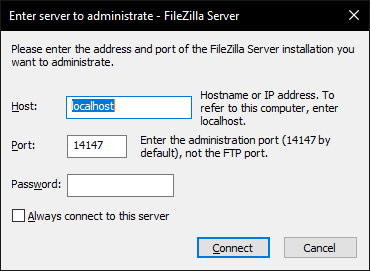 Enter server to administrate - FileZilla Server
Please enter the address and port of the FileZilla Server installation you
want to administrate.
Host:
localhost
Hostname or IP address. To
refer to this computer, enter
localhost.
Port:
14147
Enter the administration port (14147 by
default), not the FTP port.
Password:
Always connect to this server
Connect
Cancel